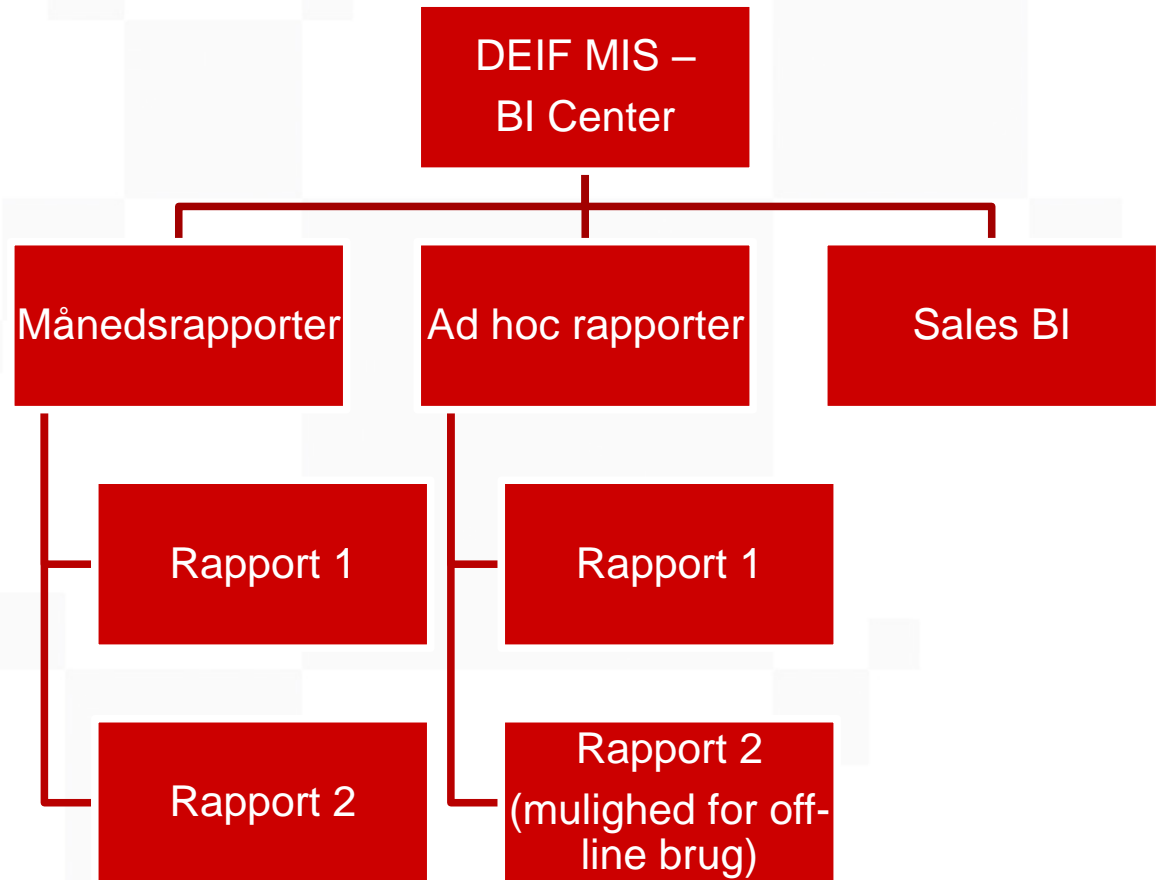 DEIF MIS –
BI Center
Månedsrapporter
Ad hoc rapporter
Sales BI
Rapport 1
Rapport 1
Rapport 2
Rapport 2
(mulighed for off-
line brug)